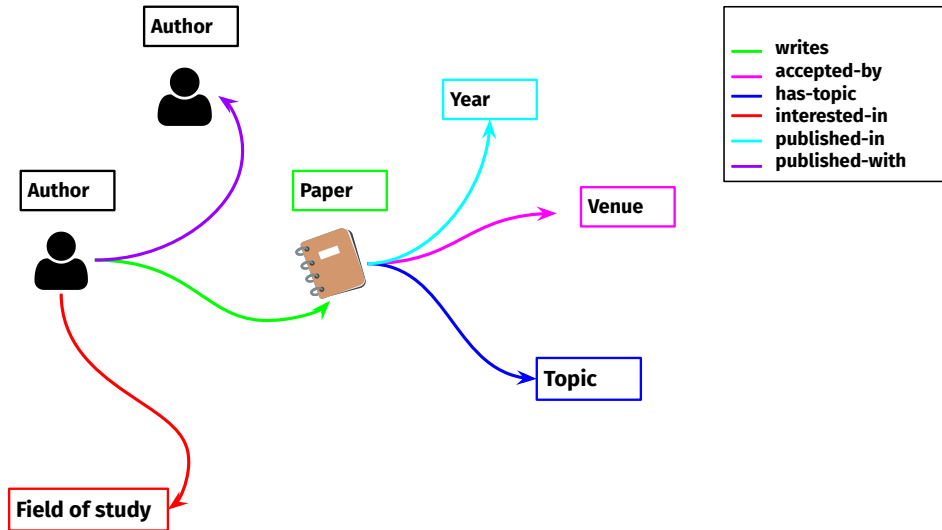 Author
Author
Paper
Year
Venue
Topic
Field of study
writes
accepted-by
has-topic
interested-in
published-in
published-with